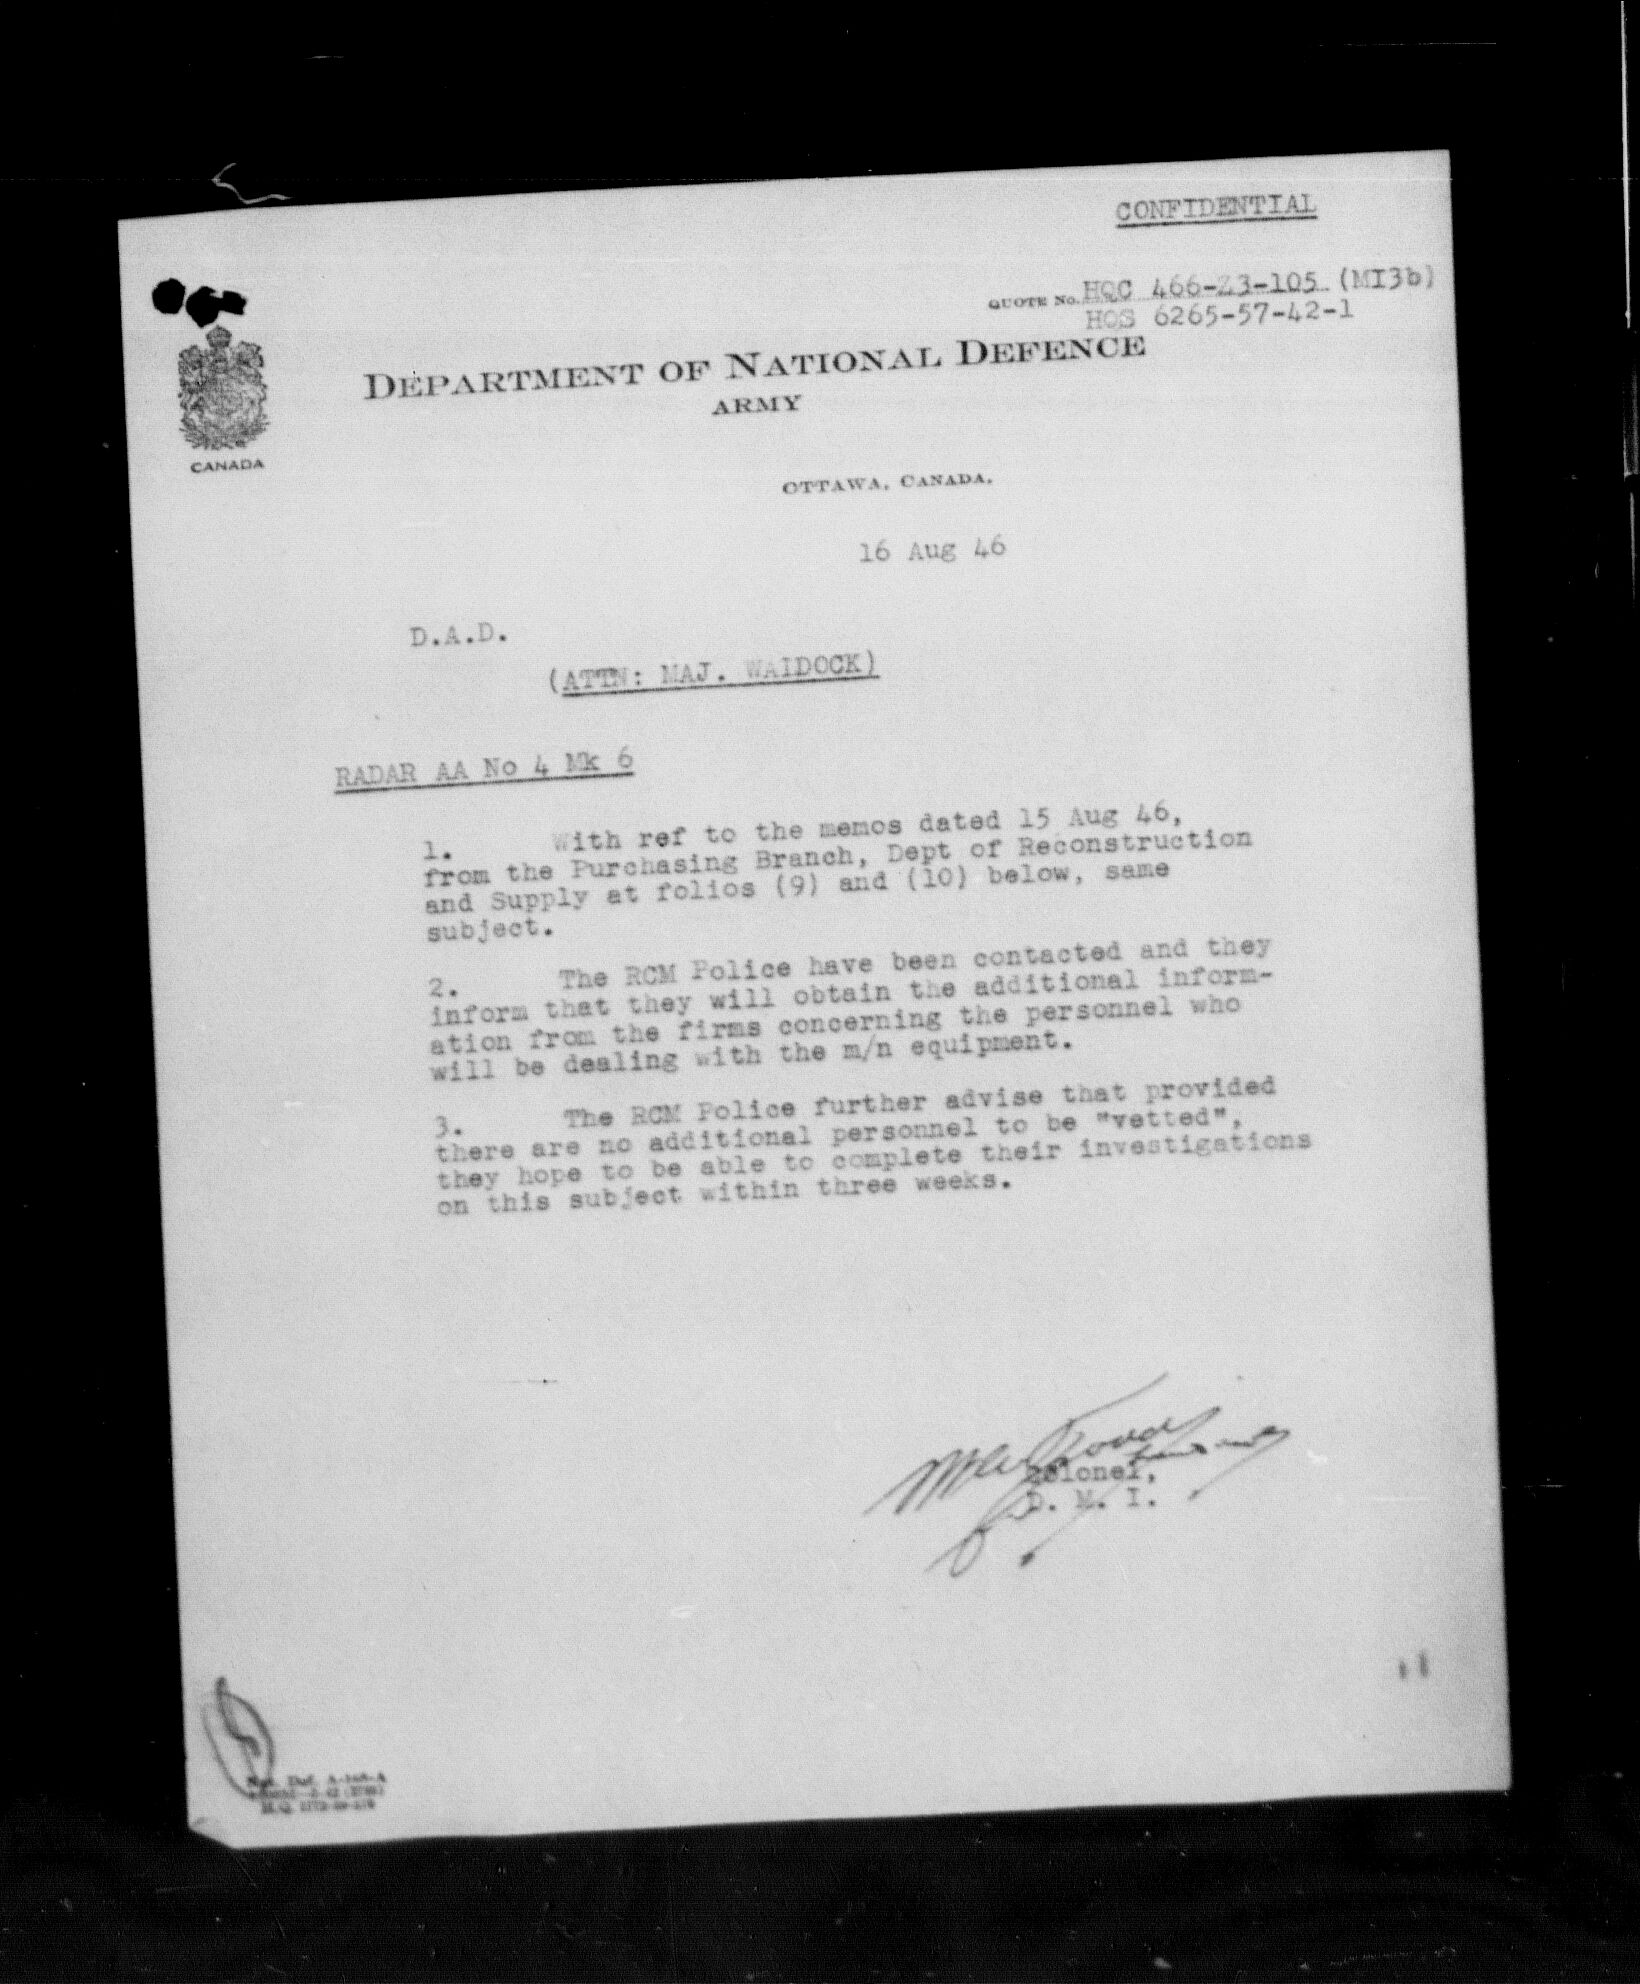 CONFIDENTIAL
QUOTE NO. HQC 466-Z3-105 (MI3b)
HQS 6265-57-42-1
DEPARTMENT OF NATIONAL DEFENCE
ARMY
CANADA
OTTAWA, CANADA.
16 Aug 46
D.A.D.
(ATTN: MAJ. WAIDOCK)
RADAR AA No 4 Mk 6
1. With ref to the memos dated 15 Aug 46,
from the Purchasing Branch, Dept of Reconstruction
and Supply at folios (9) and (10) below, same
subject.
2. The RCM Police have been contacted and they
inform that they will obtain the additional inform-
ation from the firms concerning the personnel who
will be dealing with the m/n equipment.
3. The RCM Police further advise that provided
there are no additional personnel to be "vetted",
they hope to be able to complete their investigations
on this subject within three weeks.
Colonel,
D. M. I.
11